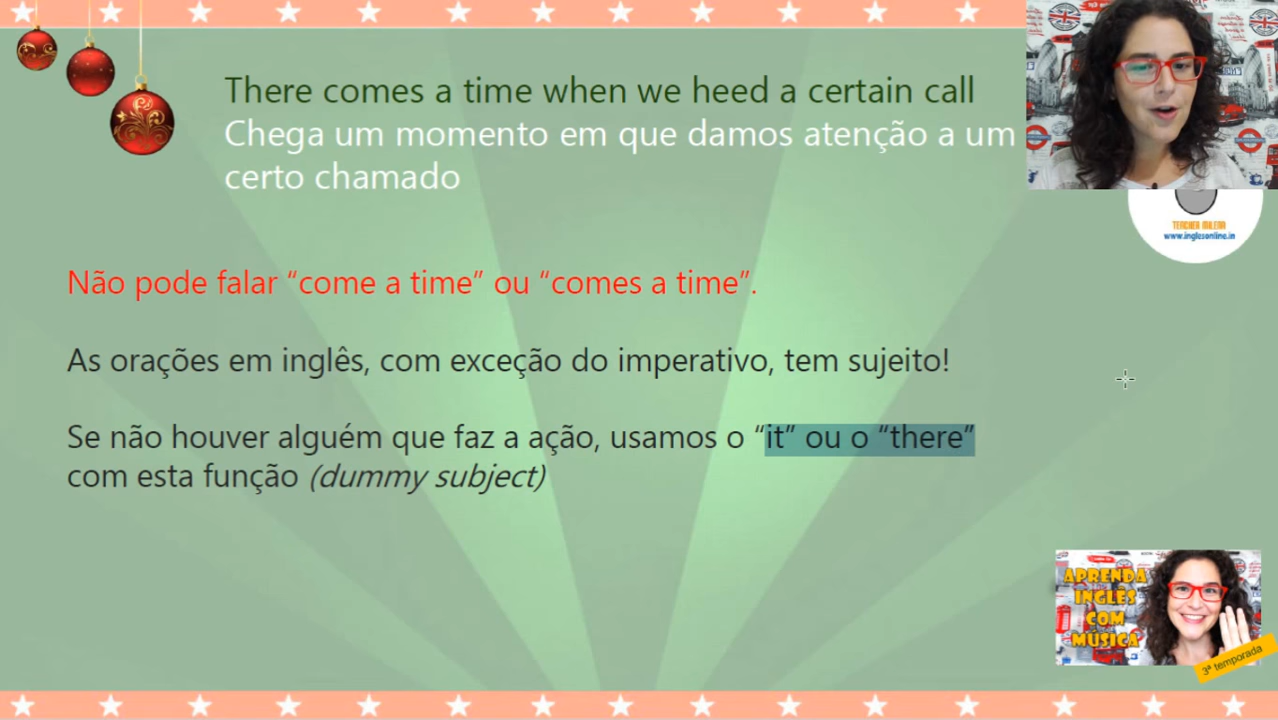 There comes a time when we heed a certain call
Chega um momento em que damos atenção a um
certo chamado
TEACHER MILENA
www.inglesonline.in
Não pode falar “come a time” ou “comes a time”.
As orações em inglês, com exceção do imperativo, tem sujeito!
Se não houver alguém que faz a ação, usamos o “it” ou o “there”
com esta função (dummy subject)
APRENDA
INGLES
COM
MÚSICA
3ª temporada